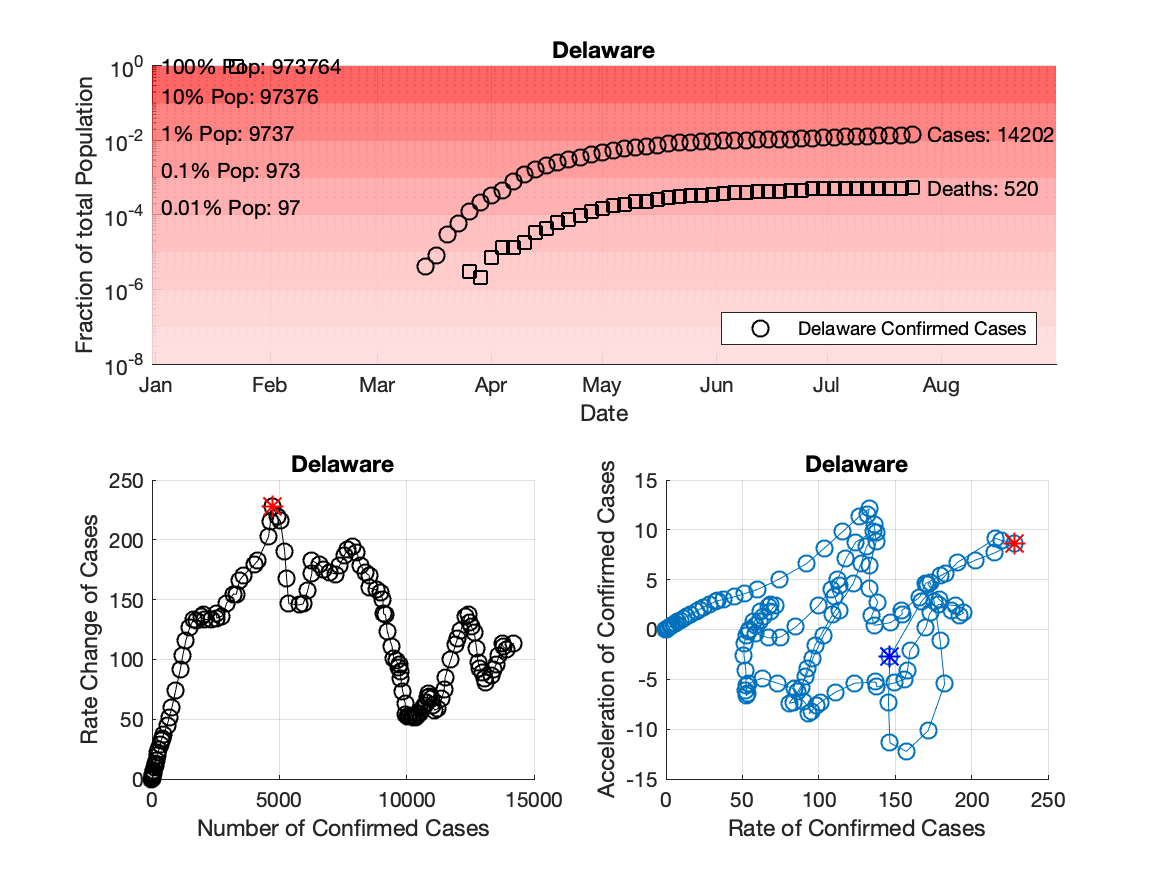 Delaware
Fraction of total Population
10^0
10^-2
10^-4
10^-6
10^-8
100% Pop: 973764
10% Pop: 97376
1% Pop: 9737
0.1% Pop: 973
0.01% Pop: 97
Cases: 14202
Deaths: 520
Delaware Confirmed Cases
Jan Feb Mar Apr May Jun Jul Aug
Date
Delaware
Rate Change of Cases
250
200
150
100
50
0
0 5000 10000 15000
Number of Confirmed Cases
Delaware
Acceleration of Confirmed Cases
15
10
5
0
-5
-10
-15
0 50 100 150 200 250
Rate of Confirmed Cases